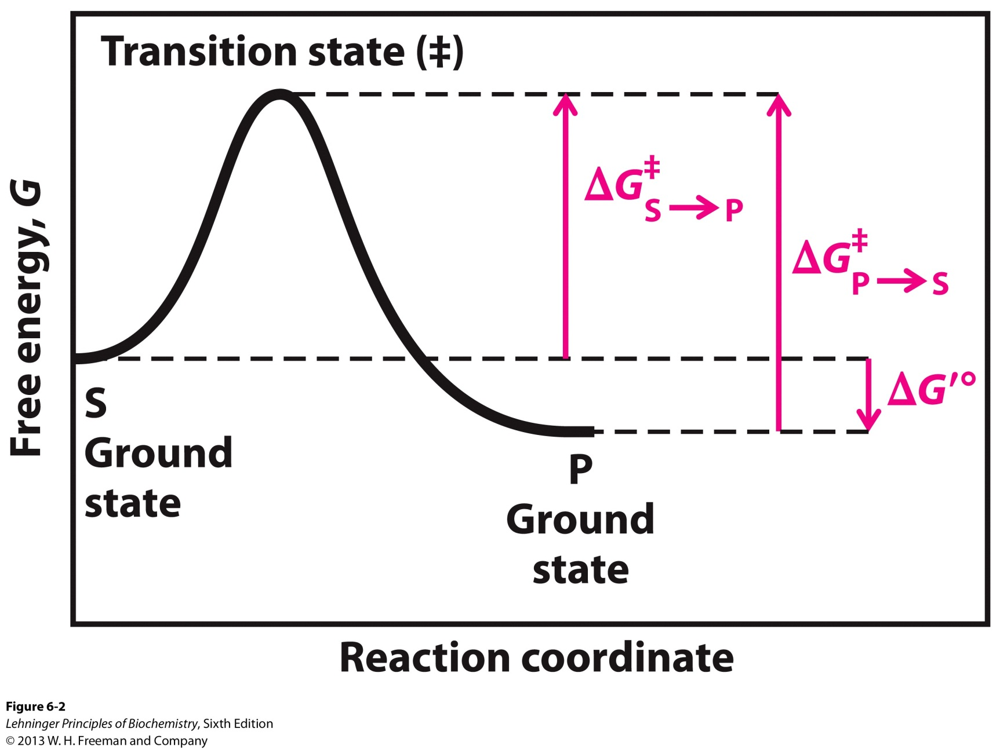 Transition state (‡)
ΔG‡
S → P
ΔG‡
P → S
ΔG′°
Free energy, G
S
Ground
state
P
Ground
state
Reaction coordinate
Figure 6-2
Lehninger Principles of Biochemistry, Sixth Edition
© 2013 W. H. Freeman and Company